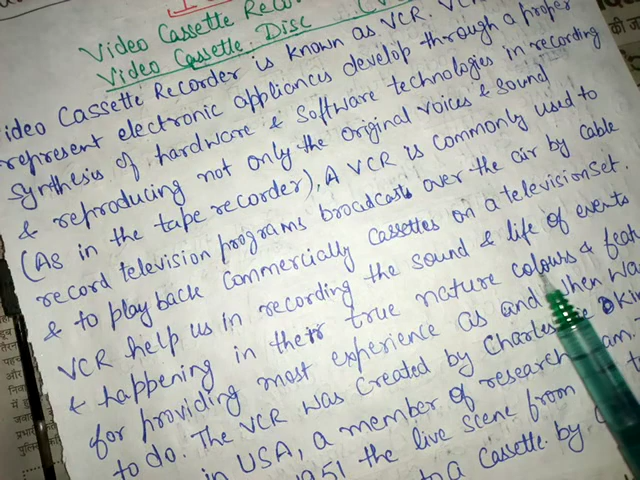 Video Cassette Reco
Video Cassette Disc (V
ideo Cassette Recorder is known as VCR. VC
represent electronic appliances develop through a proper
synthesis of hardware & Software technologies in recording
& reproducing not only the original voices & sound
(As in the tape recorder), A VCR is commonly used to
record television programs broadcasts over the air by cable
& to play back commercially cassettes on a television set.
VCR help us in recording the sound & life of events
& happening in their true nature colours & feat
for providing most experience as and when wa
to do. The VCR was created by Charles
in USA, a member of research am.
1951 the live scene from
to a cassette by